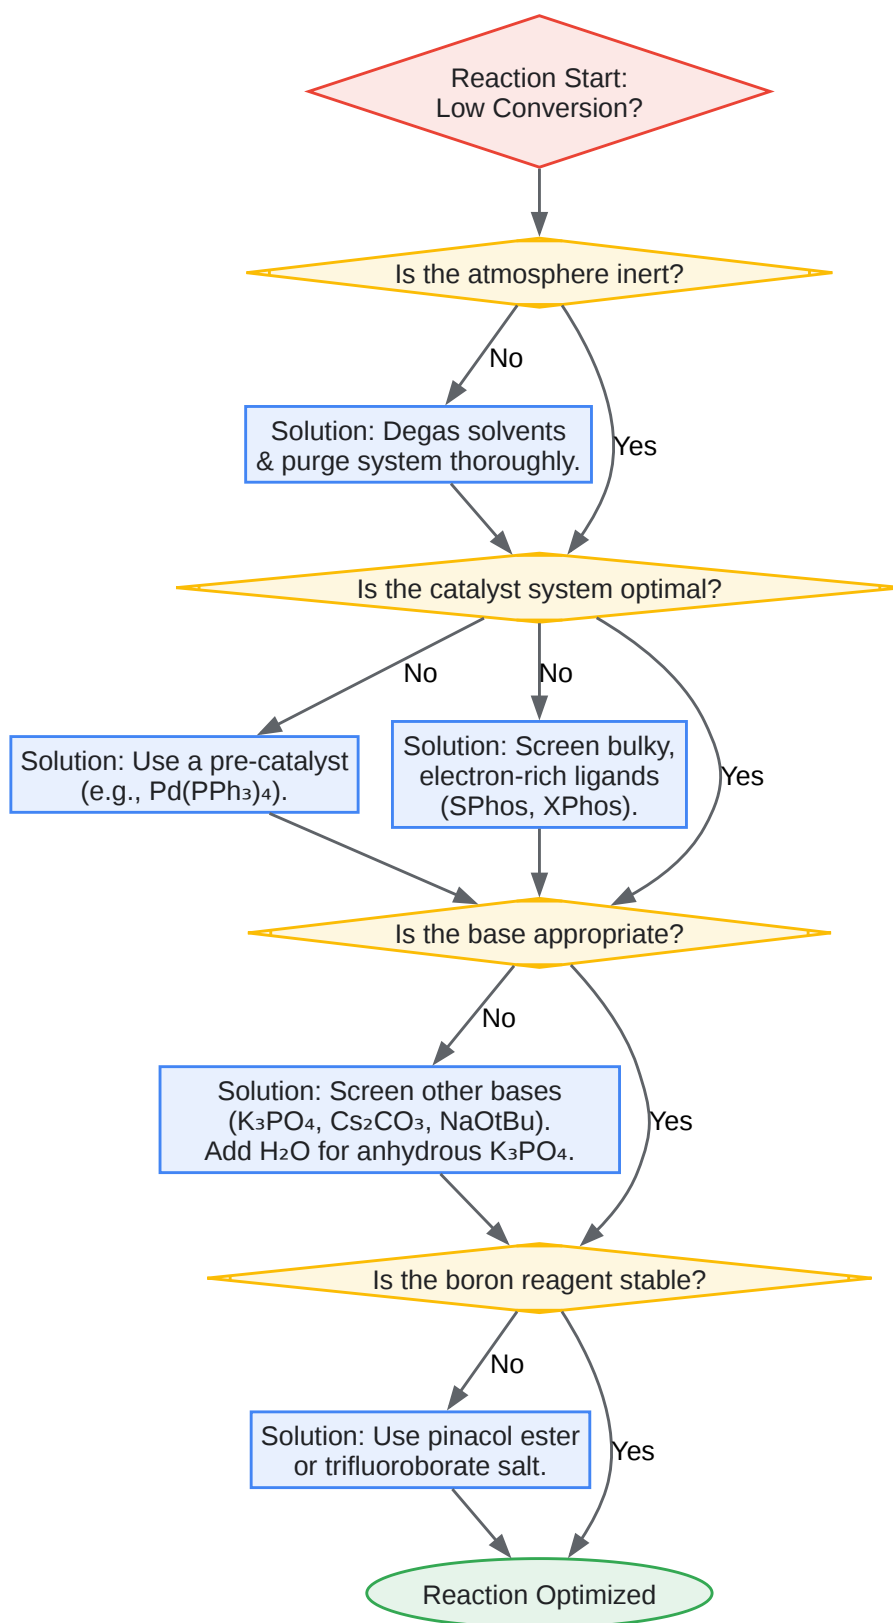 Reaction Start:
Low Conversion?
Is the atmosphere inert?
No
Solution: Degas solvents
& purge system thoroughly.
Yes
Is the catalyst system optimal?
No
No
Solution: Use a pre-catalyst
(e.g., Pd(PPh₃)₄).
Solution: Screen bulky,
electron-rich ligands
(SPhos, XPhos).
Yes
Is the base appropriate?
No
Solution: Screen other bases
(K₃PO₄, Cs₂CO₃, NaOtBu).
Add H₂O for anhydrous K₃PO₄.
Yes
Is the boron reagent stable?
No
Solution: Use pinacol ester
or trifluoroborate salt.
Yes
Reaction Optimized